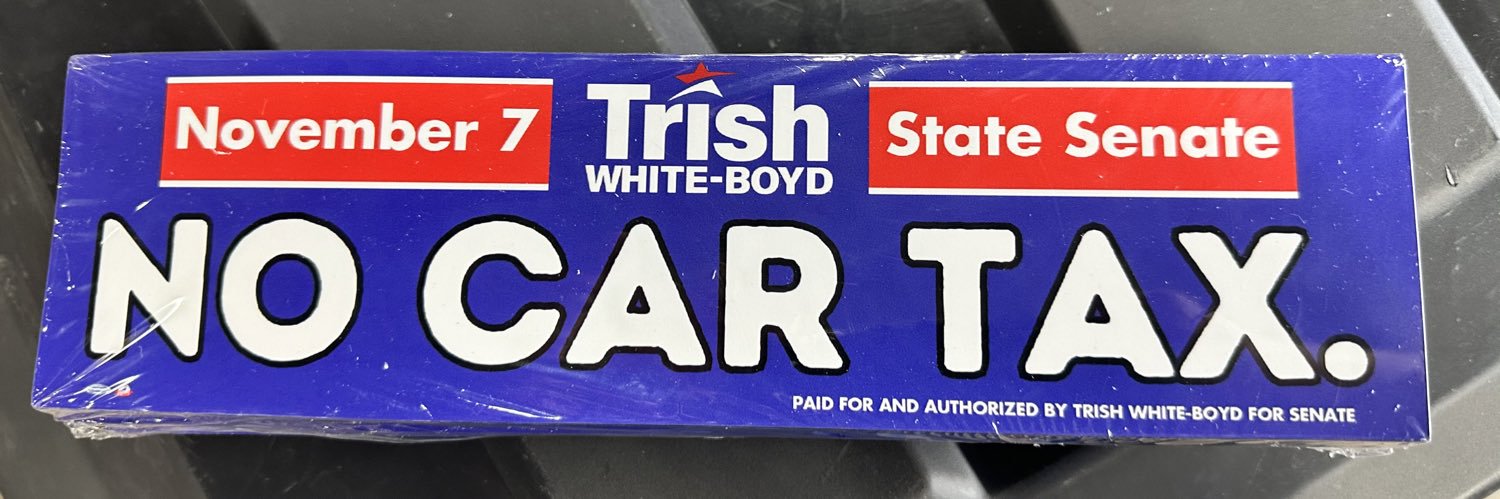 November 7
Trish
WHITE-BOYD
State Senate
NO CAR TAX.
PAID FOR AND AUTHORIZED BY TRISH WHITE-BOYD FOR SENATE